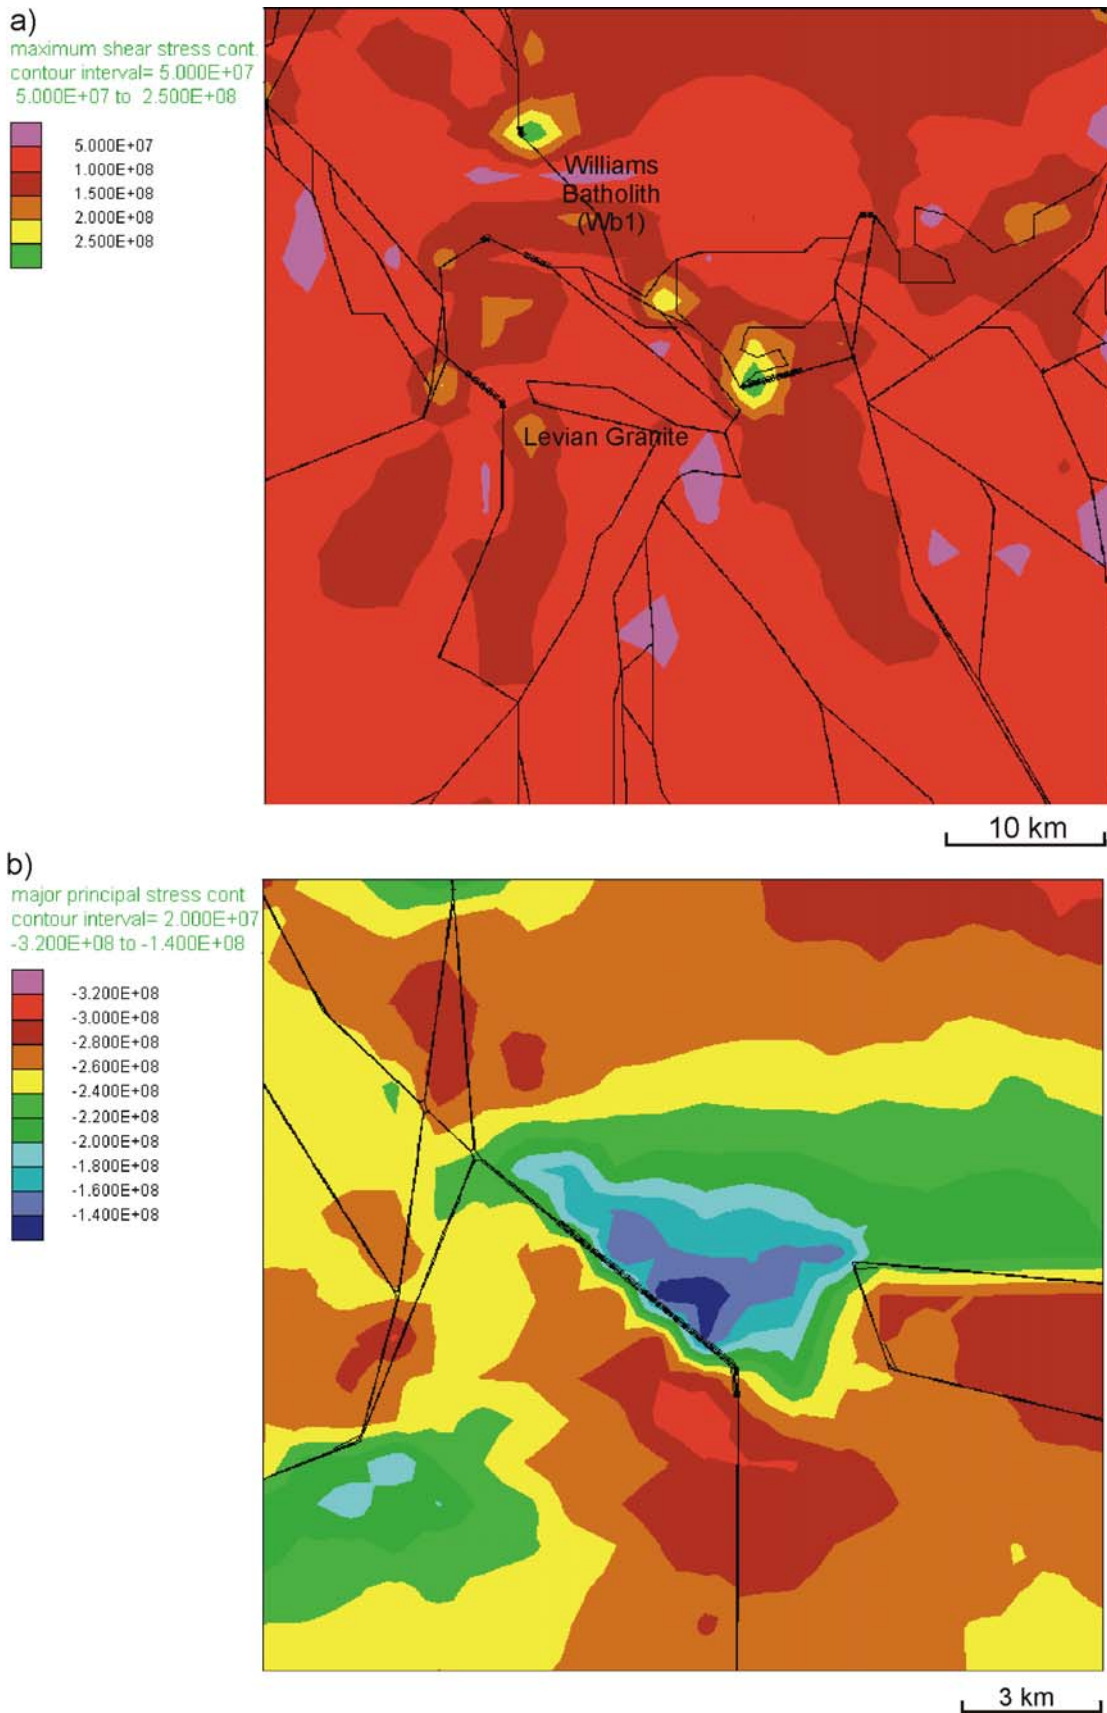 a)
maximum shear stress cont.
contour interval= 5.000E+07
5.000E+07 to 2.500E+08
5.000E+07
1.000E+08
1.500E+08
2.000E+08
2.500E+08
Williams
Batholith
(Wb1)
Levian Granite
10 km
b)
major principal stress cont
contour interval= 2.000E+07
-3.200E+08 to -1.400E+08
-3.200E+08
-3.000E+08
-2.800E+08
-2.600E+08
-2.400E+08
-2.200E+08
-2.000E+08
-1.800E+08
-1.600E+08
-1.400E+08
3 km